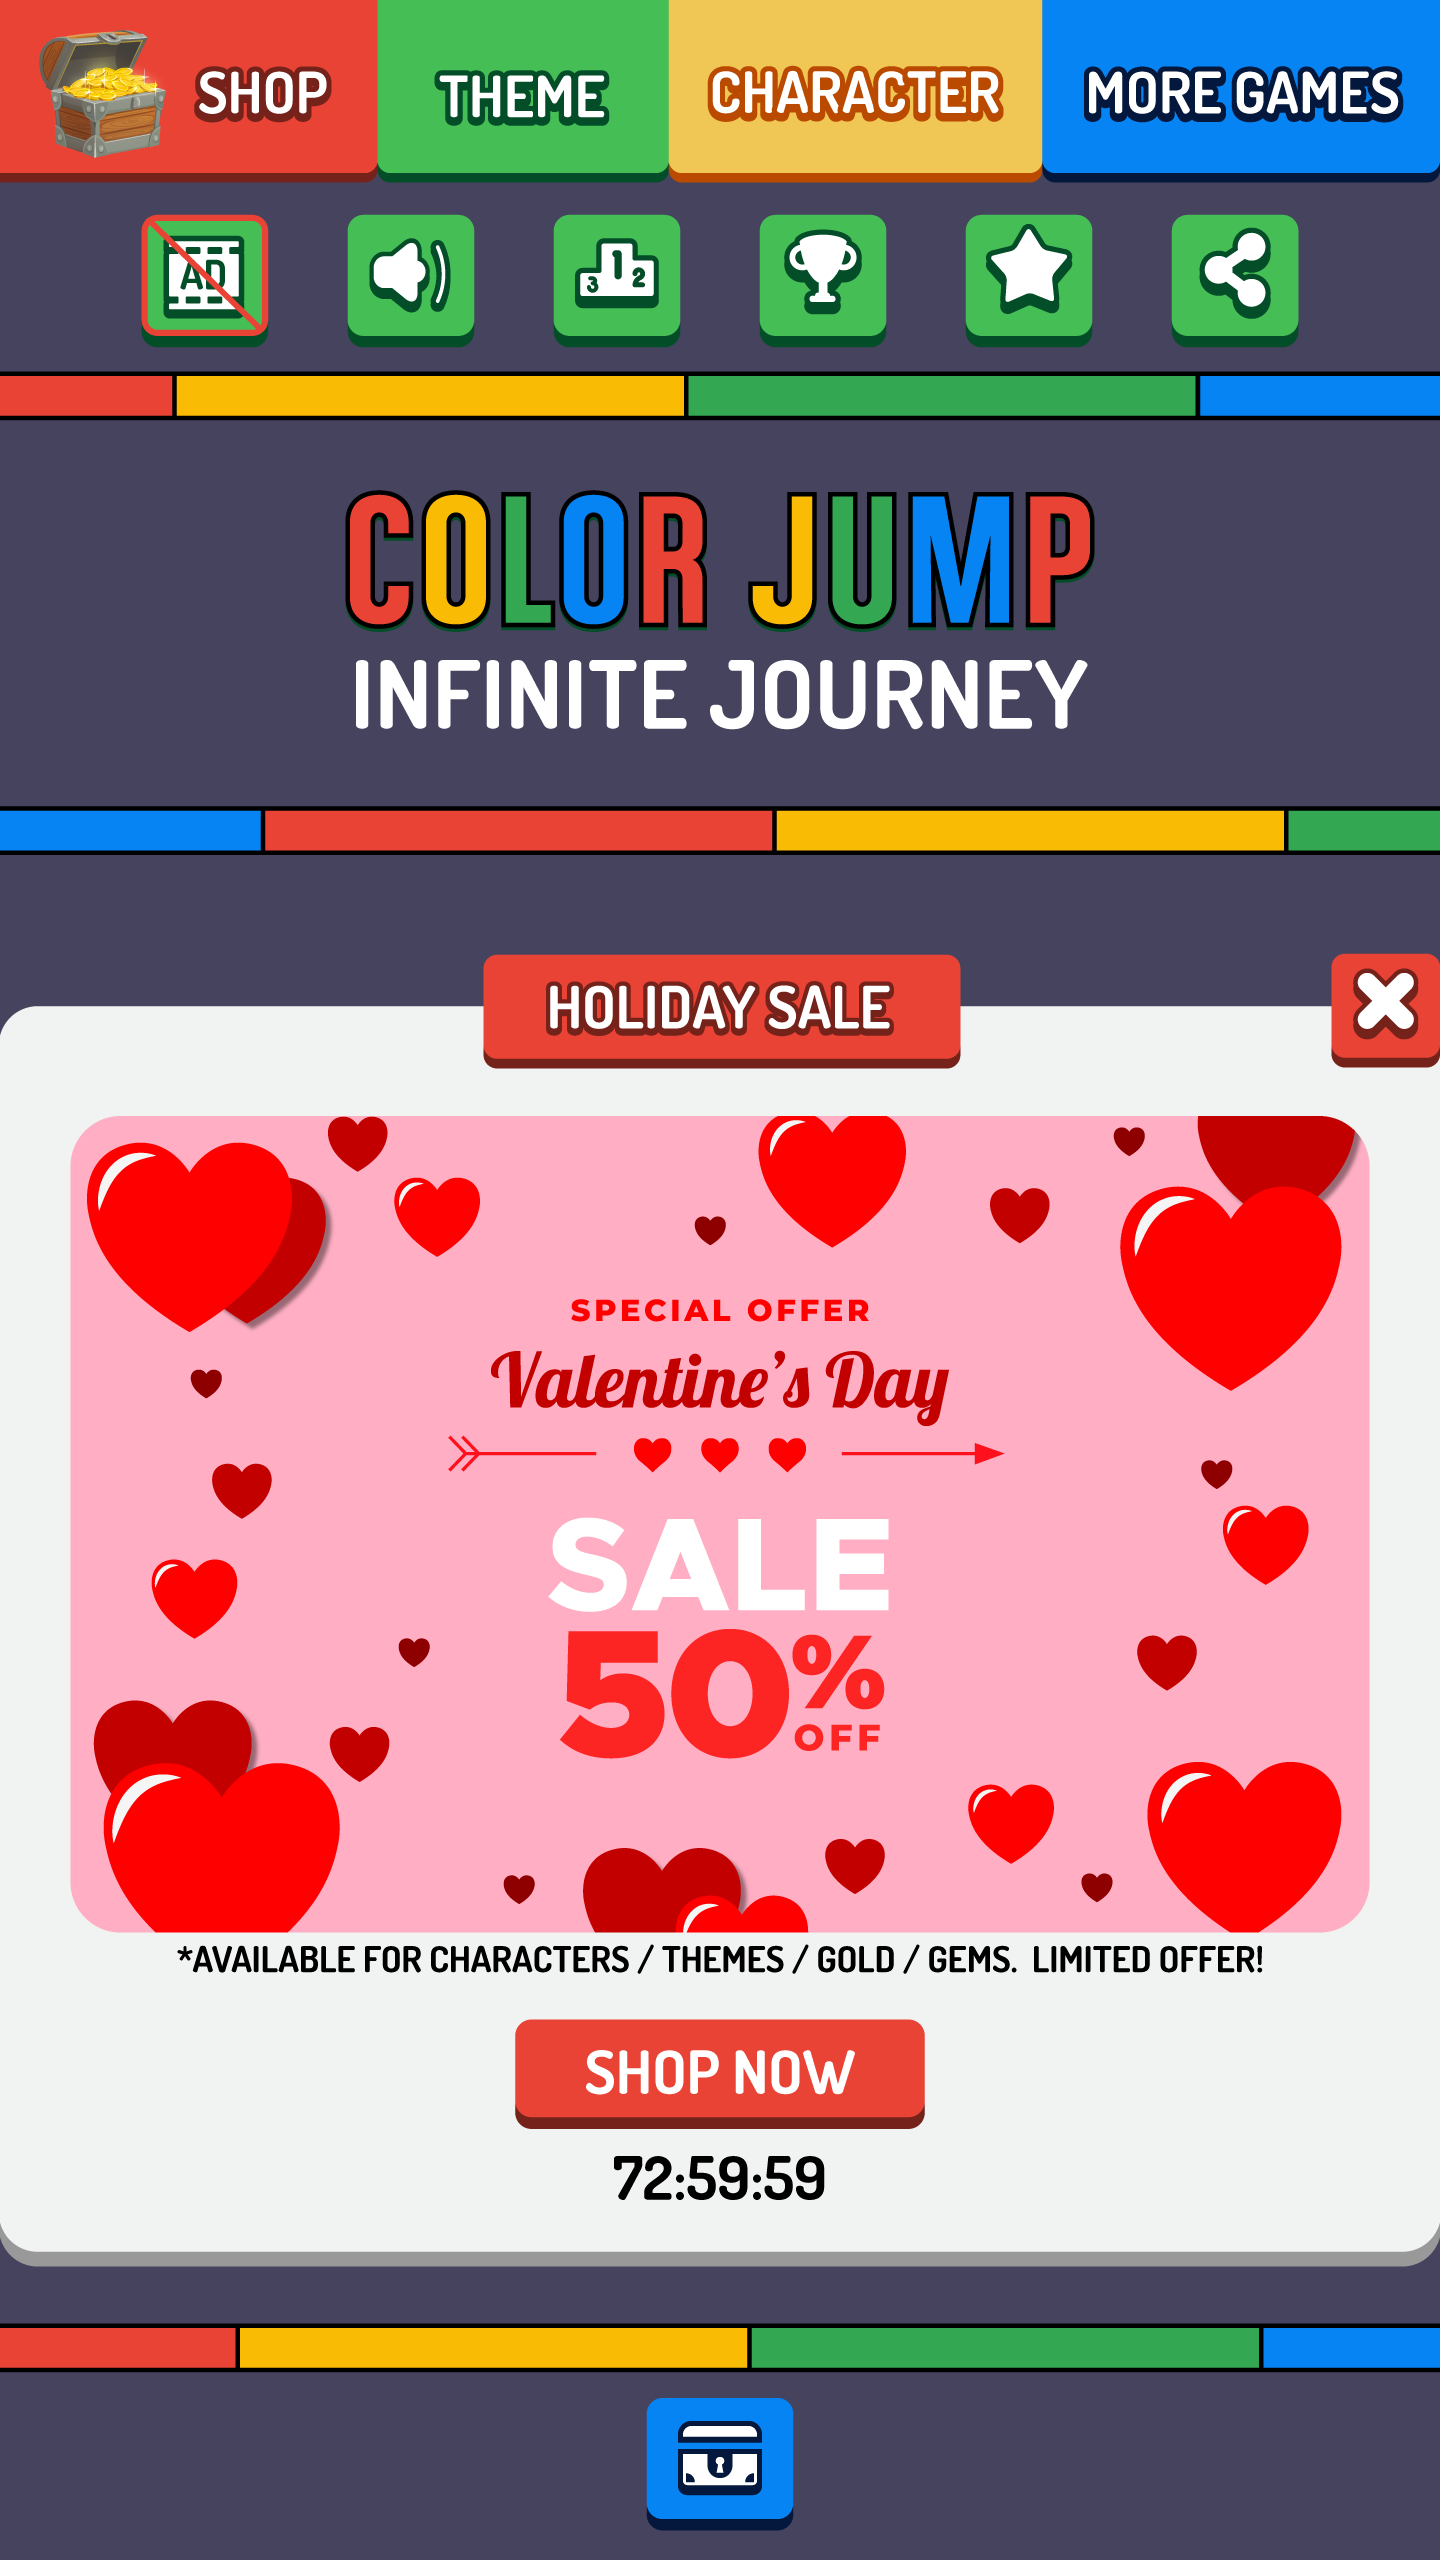 SHOP THEME CHARACTER MORE GAMES
AD 1 2 3
COLOR JUMP
INFINITE JOURNEY
HOLIDAY SALE
SPECIAL OFFER
Valentine's Day
SALE
50%
OFF
*AVAILABLE FOR CHARACTERS / THEMES / GOLD / GEMS. LIMITED OFFER!
SHOP NOW
72:59:59